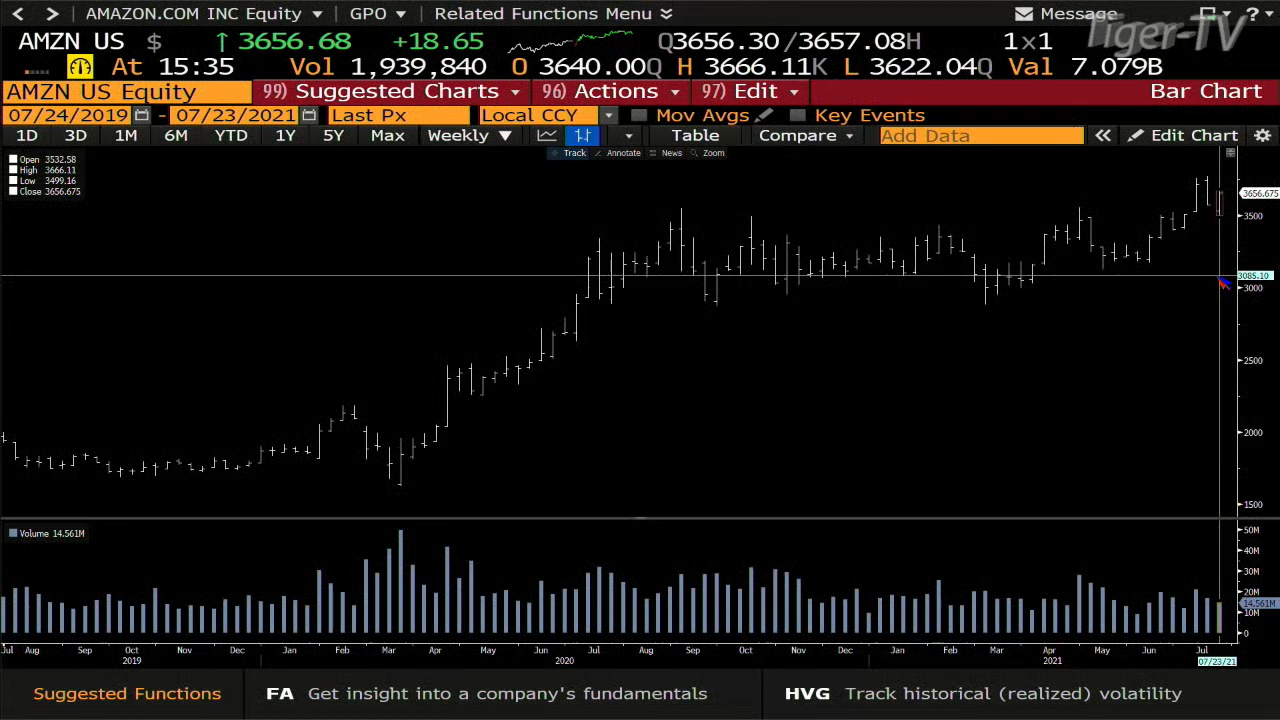 AMAZON.COM INC Equity GPO Related Functions Menu Message ?
Tiger-TV
AMZN US $ ↑ 3656.68 +18.65 Q3656.30 /3657.08H 1×1
At 15:35 Vol 1,939,840 O 3640.00Q H 3666.11K L 3622.04Q Val 7.079B
AMZN US Equity 99) Suggested Charts 96) Actions 97) Edit Bar Chart
07/24/2019 - 07/23/2021 Last Px Local CCY Mov Avgs Key Events
1D 3D 1M 6M YTD 1Y 5Y Max Weekly ▼ Table Compare Add Data « Edit Chart
Track Annotate News Zoom
Open 3532.58
High 3666.11
Low 3499.16
Close 3656.675
3656.675
3500
3085.10
3000
2500
2000
1500
Volume 14.561M
50M
40M
30M
20M
14.561M
10M
0
Jul Aug Sep Oct Nov Dec Jan Feb Mar Apr May Jun Jul Aug Sep Oct Nov Dec Jan Feb Mar Apr May Jun Jul
2019 2020 2021 07/23/21
Suggested Functions FA Get insight into a company's fundamentals HVG Track historical (realized) volatility